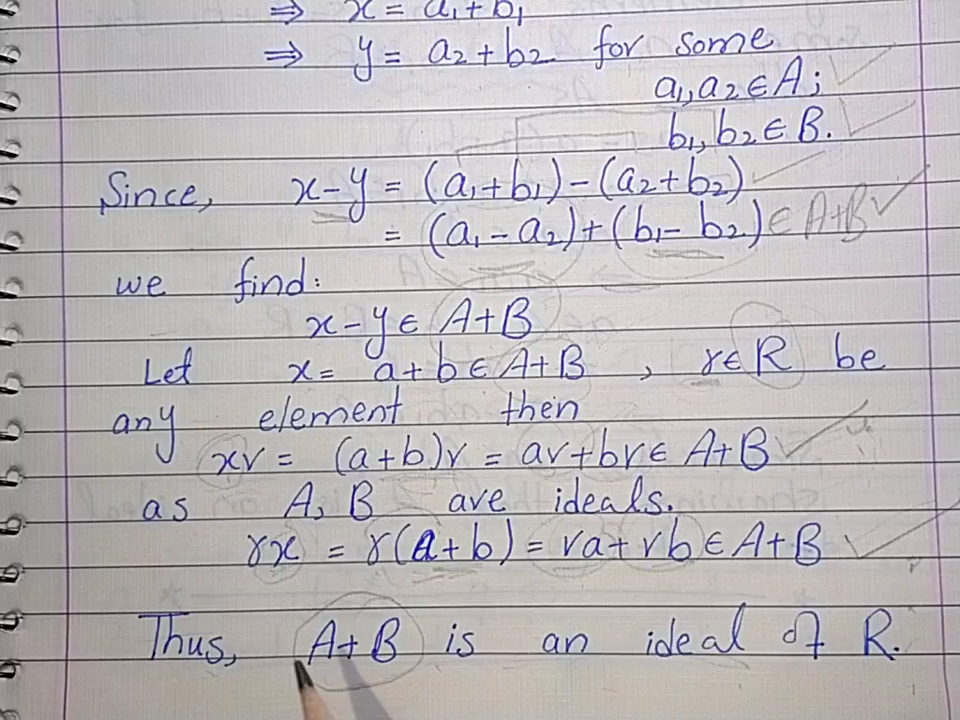 ⇒ x = a₁ + b₁
⇒ y = a₂ + b₂ for some
a₁, a₂ ∈ A;
b₁, b₂ ∈ B.
Since, x-y = (a₁+b₁)-(a₂+b₂)
= (a₁ - a₂)+(b₁- b₂) ∈ A+B
we find:
x-y ∈ A+B
Let x = a+b ∈ A+B , r∈ R be
any element then
xr = (a+b)r = ar+br ∈ A+B
as A, B are ideals.
rx = r(a+b) = ra+rb ∈ A+B
Thus, A+B is an ideal of R.